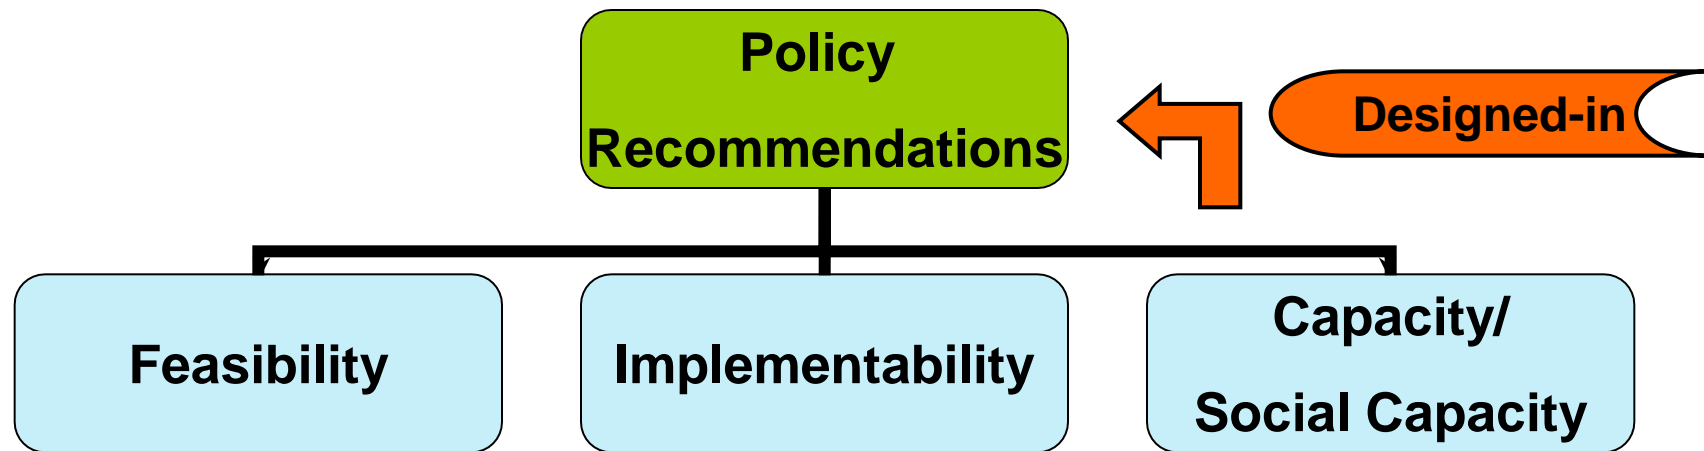 Policy
Recommendations
Designed-in
Feasibility
Implementability
Capacity/
Social Capacity